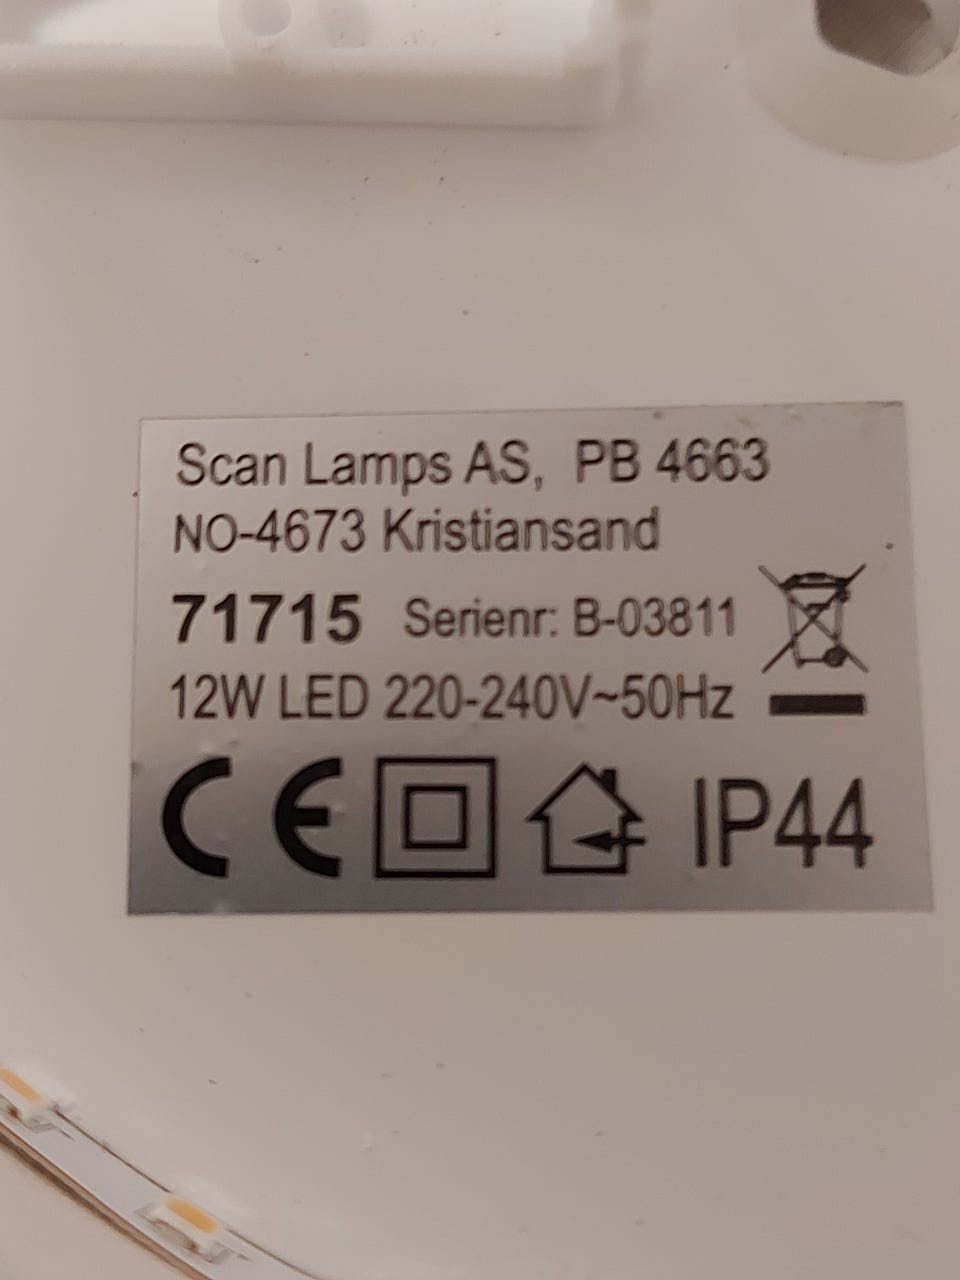 Scan Lamps AS, PB 4663
NO-4673 Kristiansand
71715 Serienr: B-03811
12W LED 220-240V~50Hz
CE IP44